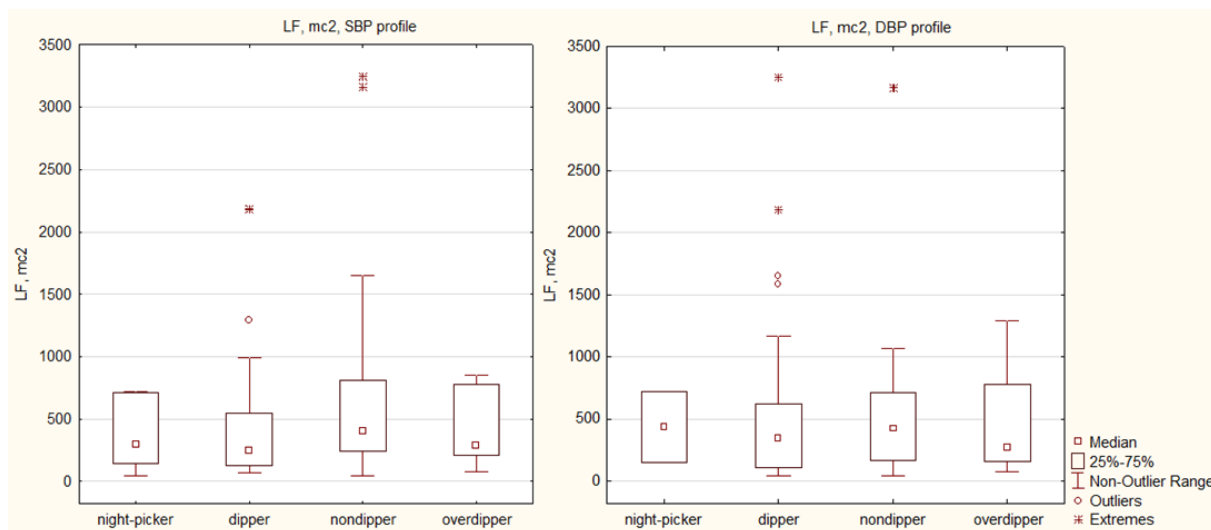 LF, mc2, SBP profile
3500
3000
2500
2000
1500
1000
500
0
LF, mc2
night-picker dipper nondipper overdipper
LF, mc2, DBP profile
3500
3000
2500
2000
1500
1000
500
0
LF, mc2
night-picker dipper nondipper overdipper
Median
25%-75%
Non-Outlier Range
Outliers
Extremes